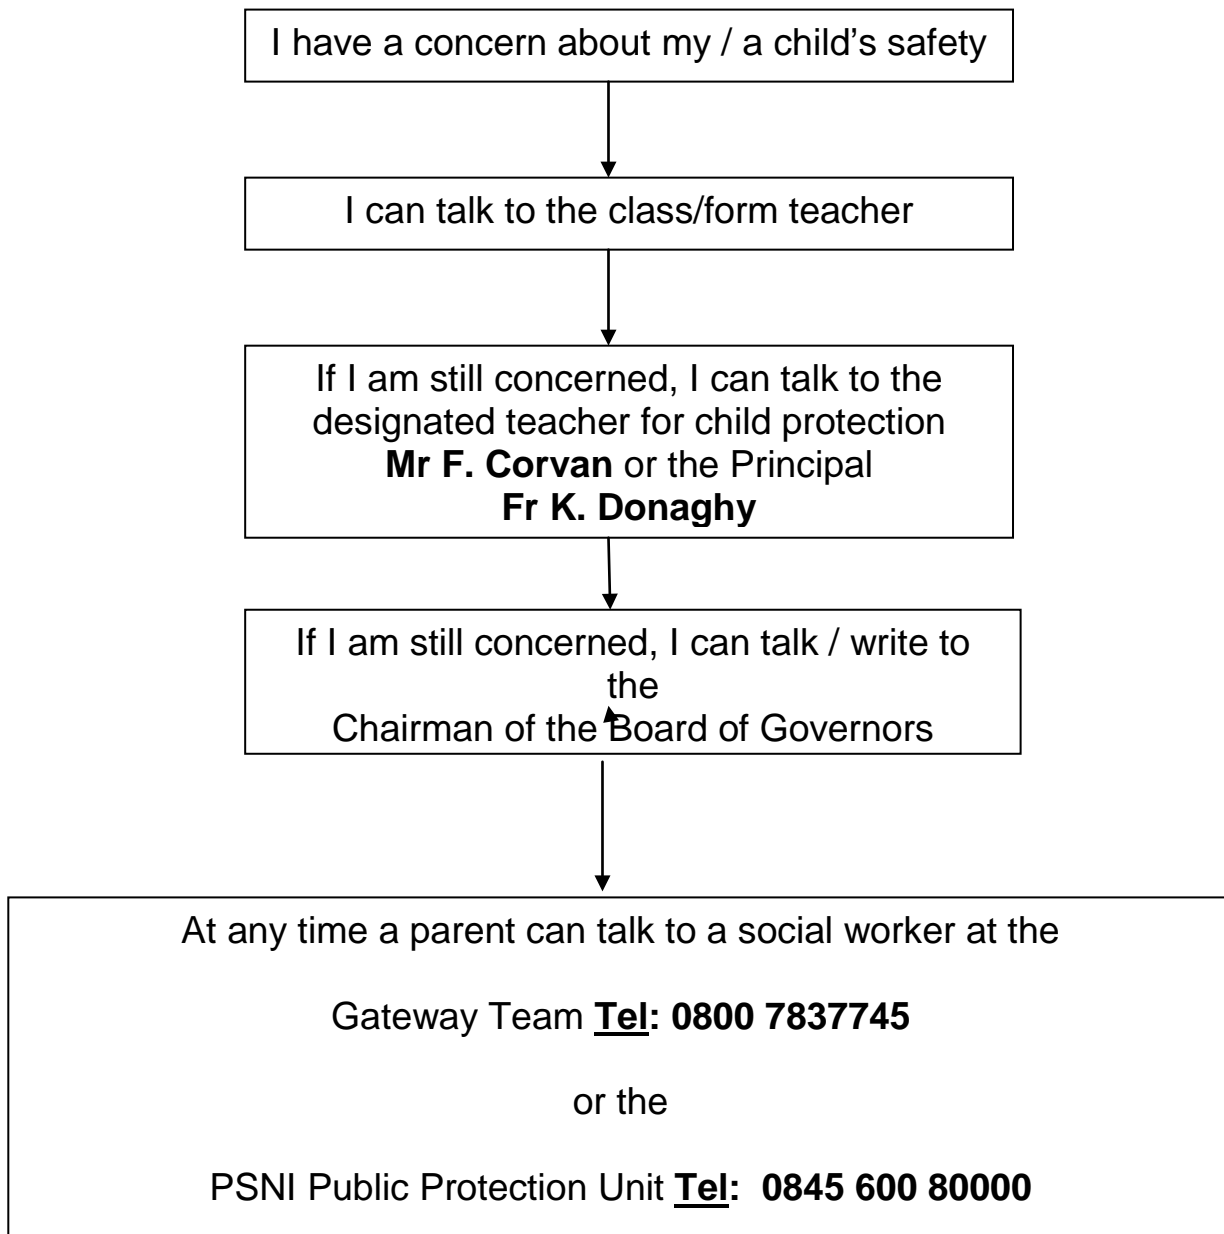 I have a concern about my / a child’s safety
I can talk to the class/form teacher
If I am still concerned, I can talk to the
designated teacher for child protection
Mr F. Corvan or the Principal
Fr K. Donaghy
If I am still concerned, I can talk / write to
the
Chairman of the Board of Governors
At any time a parent can talk to a social worker at the
Gateway Team Tel: 0800 7837745
or the
PSNI Public Protection Unit Tel:  0845 600 80000